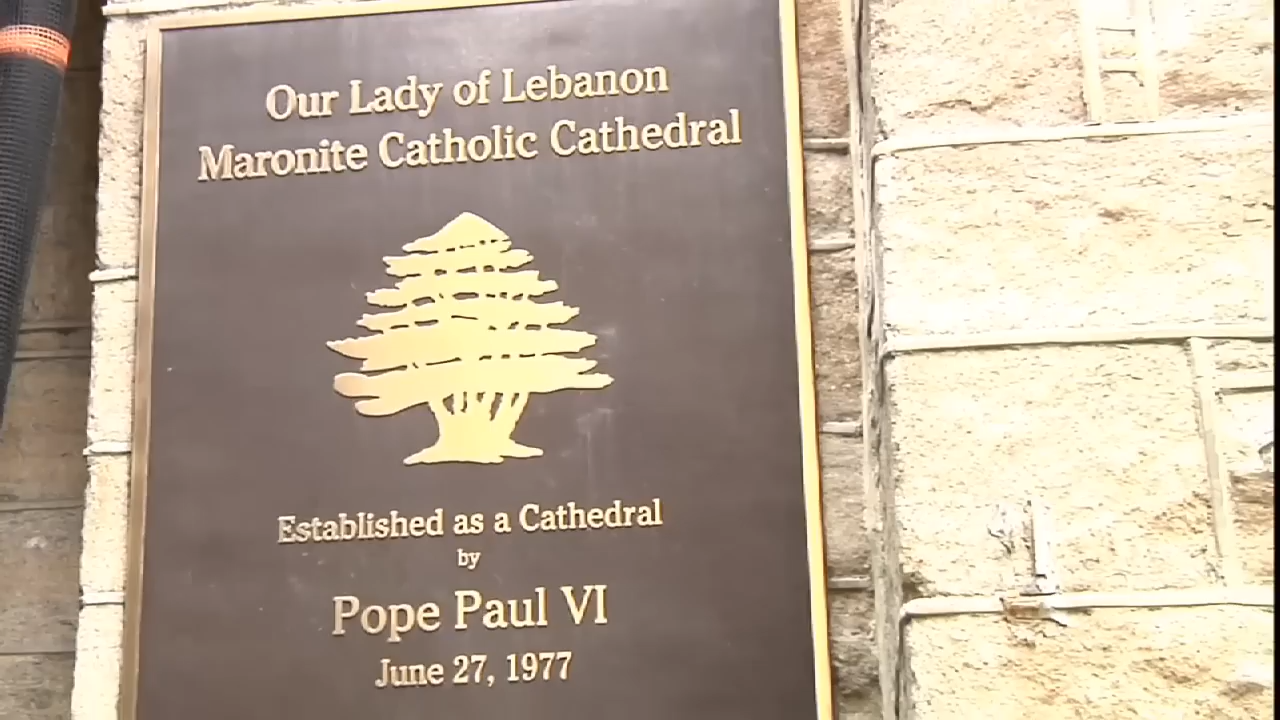 Our Lady of Lebanon
Maronite Catholic Cathedral
Established as a Cathedral
by
Pope Paul VI
June 27, 1977